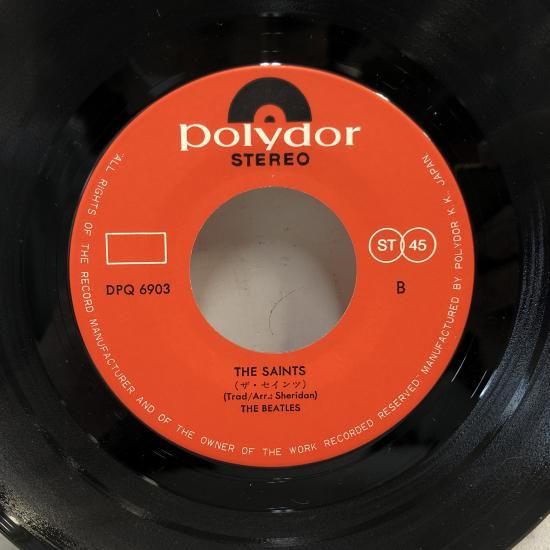 polydor
STEREO
ST 45
DPQ 6903
B
THE SAINTS
(ザ・セインツ)
(Trad/Arr.: Sheridan)
THE BEATLES
"ALL RIGHTS OF THE RECORD MANUFACTURER AND OF THE OWNER OF THE WORK RECORDED RESERVED" MANUFACTURED BY POLYDOR K. K. JAPAN